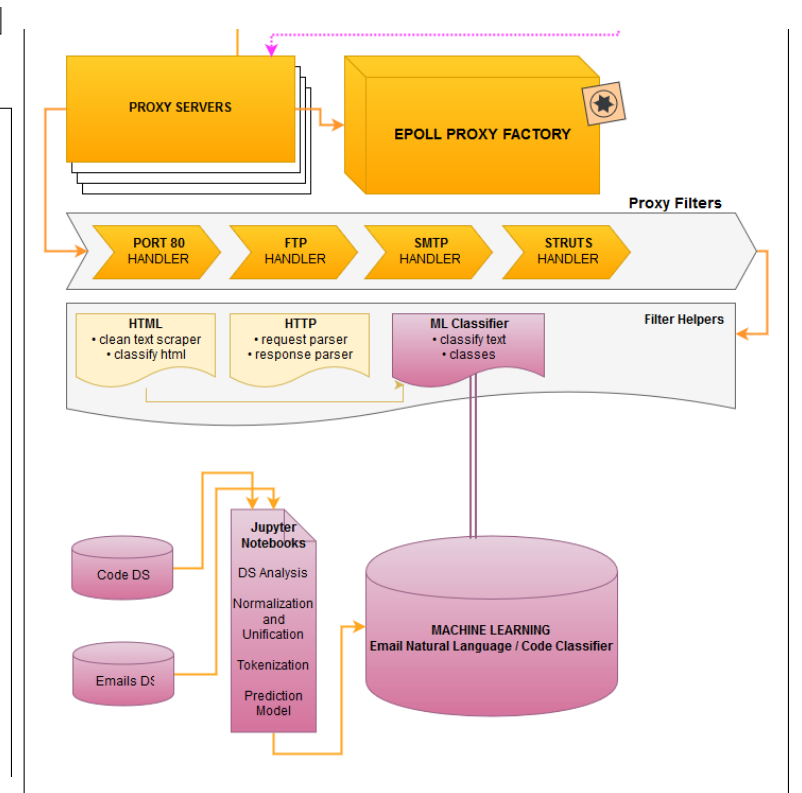 PROXY SERVERS
EPOLL PROXY FACTORY
Proxy Filters
PORT 80
HANDLER
FTP
HANDLER
SMTP
HANDLER
STRUTS
HANDLER
Filter Helpers
HTML
• clean text scraper
• classify html
HTTP
• request parser
• response parser
ML Classifier
• classify text
• classes
Jupyter
Notebooks
DS Analysis
Normalization
and
Unification
Tokenization
Prediction
Model
Code DS
Emails DS
MACHINE LEARNING
Email Natural Language / Code Classifier